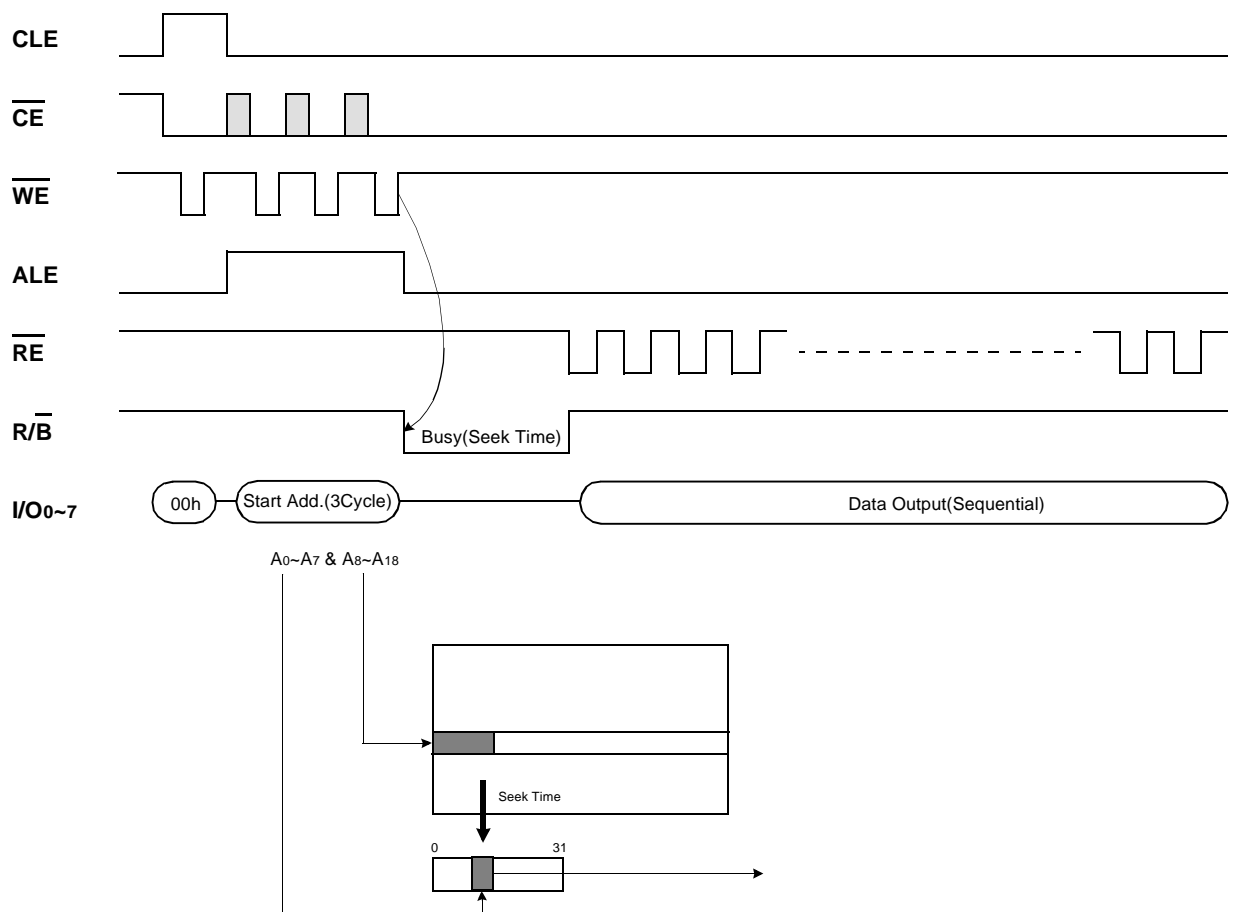 CLE
CE
WE
ALE
RE
R/B
Busy(Seek Time)
I/O0~7
00h
Start Add.(3Cycle)
Data Output(Sequential)
A0~A7 & A8~A18
Seek Time
0
31